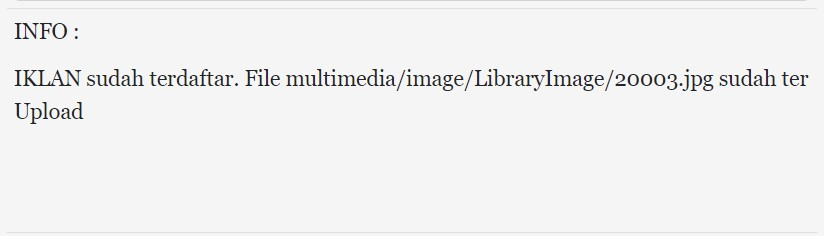 INFO :
IKLAN sudah terdaftar. File multimedia/image/LibraryImage/20003.jpg sudah ter
Upload